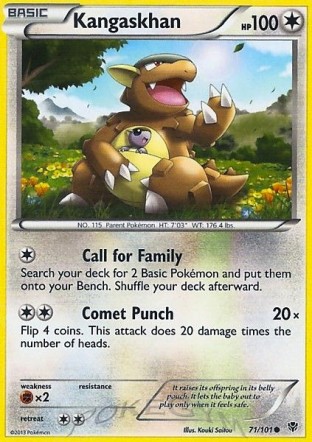 BASIC
Kangaskhan
HP100
NO. 115 Parent Pokémon. HT: 7'03" WT: 176.4 lbs.
Call for Family
Search your deck for 2 Basic Pokémon and put them
onto your Bench. Shuffle your deck afterward.
Comet Punch 20×
Flip 4 coins. This attack does 20 damage times the
number of heads.
weakness resistance
×2
retreat
It raises its offspring in its belly
pouch. It lets the baby out to
play only when it feels safe.
Illus. Kouki Saitou
71/101
©2013 Pokémon